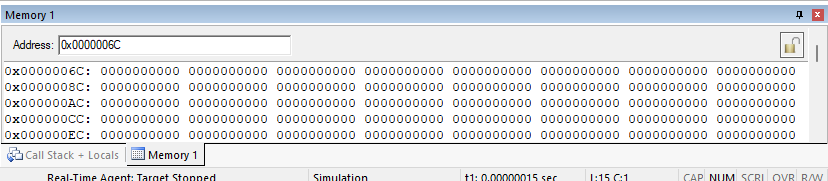 Memory 1
Address: 0x0000006C
0x0000006C: 0000000000 0000000000 0000000000 0000000000 0000000000 0000000000 0000000000 0000000000
0x0000008C: 0000000000 0000000000 0000000000 0000000000 0000000000 0000000000 0000000000 0000000000
0x000000AC: 0000000000 0000000000 0000000000 0000000000 0000000000 0000000000 0000000000 0000000000
0x000000CC: 0000000000 0000000000 0000000000 0000000000 0000000000 0000000000 0000000000 0000000000
0x000000EC: 0000000000 0000000000 0000000000 0000000000 0000000000 0000000000 0000000000 0000000000
Call Stack + Locals Memory 1
Real-Time Agent: Target Stopped Simulation t1: 0.00000015 sec L:15 C:1 CAP NUM SCRL OVR R/W